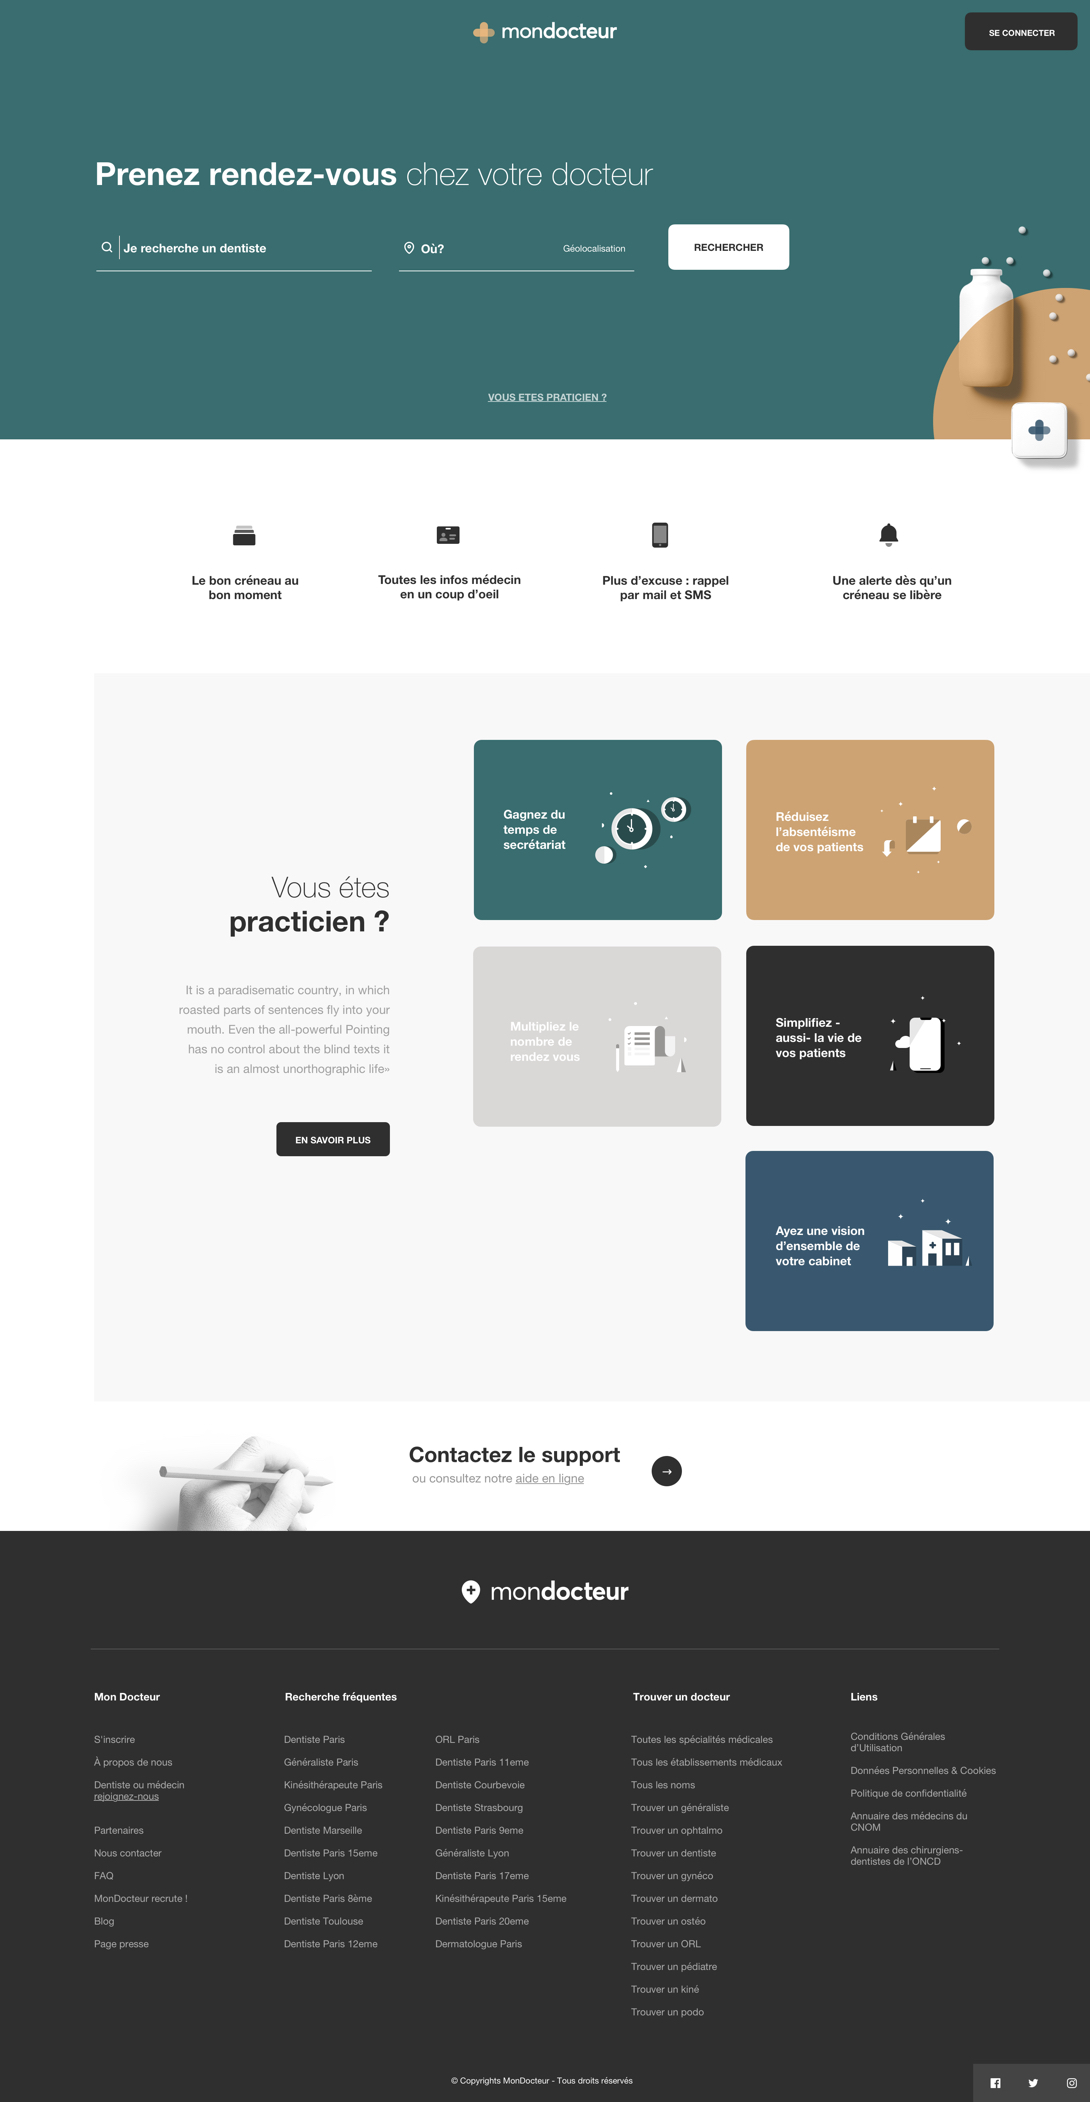 mondocteur
SE CONNECTER
Prenez rendez-vous chez votre docteur
Je recherche un dentiste
Où?
Géolocalisation
RECHERCHER
VOUS ETES PRATICIEN ?
Le bon créneau au
bon moment
Toutes les infos médecin
en un coup d'oeil
Plus d'excuse : rappel
par mail et SMS
Une alerte dès qu'un
créneau se libère
Vous étes
practicien ?
It is a paradisematic country, in which
roasted parts of sentences fly into your
mouth. Even the all-powerful Pointing
has no control about the blind texts it
is an almost unorthographic life»
EN SAVOIR PLUS
Gagnez du
temps de
secrétariat
Réduisez
l'absentéisme
de vos patients
Multipliez le
nombre de
rendez vous
Simplifiez -
aussi- la vie de
vos patients
Ayez une vision
d'ensemble de
votre cabinet
Contactez le support
ou consultez notre aide en ligne
mondocteur
Mon Docteur
S'inscrire
À propos de nous
Dentiste ou médecin
rejoignez-nous
Partenaires
Nous contacter
FAQ
MonDocteur recrute !
Blog
Page presse
Recherche fréquentes
Dentiste Paris
Généraliste Paris
Kinésithérapeute Paris
Gynécologue Paris
Dentiste Marseille
Dentiste Paris 15eme
Dentiste Lyon
Dentiste Paris 8ème
Dentiste Toulouse
Dentiste Paris 12eme
ORL Paris
Dentiste Paris 11eme
Dentiste Courbevoie
Dentiste Strasbourg
Dentiste Paris 9eme
Généraliste Lyon
Dentiste Paris 17eme
Kinésithérapeute Paris 15eme
Dentiste Paris 20eme
Dermatologue Paris
Trouver un docteur
Toutes les spécialités médicales
Tous les établissements médicaux
Tous les noms
Trouver un généraliste
Trouver un ophtalmo
Trouver un dentiste
Trouver un gynéco
Trouver un dermato
Trouver un ostéo
Trouver un ORL
Trouver un pédiatre
Trouver un kiné
Trouver un podo
Liens
Conditions Générales
d'Utilisation
Données Personnelles & Cookies
Politique de confidentialité
Annuaire des médecins du
CNOM
Annuaire des chirurgiens-
dentistes de l'ONCD
© Copyrights MonDocteur - Tous droits réservés